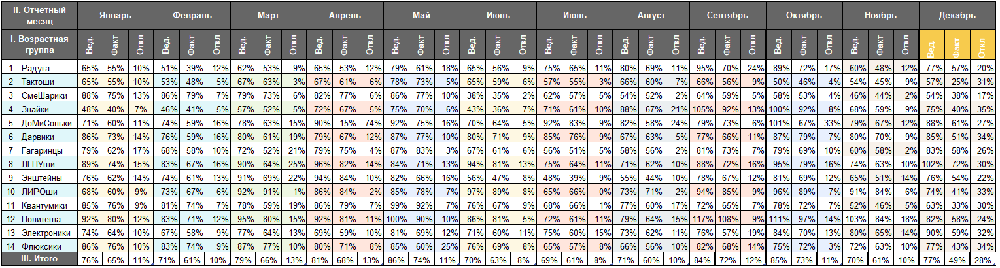 II. Отчетный месяц Январь Февраль Март Апрель Май Июнь Июль Август Сентябрь Октябрь Ноябрь Декабрь
I. Возрастная группа Вед. Факт Откл Вед. Факт Откл Вед. Факт Откл Вед. Факт Откл Вед. Факт Откл Вед. Факт Откл Вед. Факт Откл Вед. Факт Откл Вед. Факт Откл Вед. Факт Откл Вед. Факт Откл Вед. Факт Откл
1 Радуга 65% 55% 10% 51% 39% 12% 62% 53% 9% 65% 53% 12% 79% 61% 18% 65% 56% 9% 75% 65% 11% 80% 69% 11% 95% 70% 24% 89% 72% 17% 60% 48% 12% 77% 57% 20%
2 Тактоши 65% 55% 10% 53% 48% 5% 67% 63% 3% 67% 61% 6% 78% 73% 5% 65% 59% 6% 57% 55% 3% 66% 60% 7% 66% 56% 9% 50% 46% 4% 54% 45% 9% 57% 25% 31%
3 СмеШарики 88% 75% 13% 86% 79% 7% 79% 73% 6% 82% 77% 6% 86% 77% 10% 38% 35% 2% 62% 57% 5% 54% 52% 2% 64% 59% 5% 58% 53% 4% 46% 44% 2% 54% 38% 17%
4 Знайки 48% 40% 7% 46% 41% 5% 57% 52% 5% 72% 67% 5% 75% 70% 6% 43% 36% 7% 71% 61% 10% 88% 67% 21% 105% 92% 13% 100% 92% 8% 68% 59% 9% 75% 40% 35%
5 ДоМиСольки 71% 60% 11% 74% 59% 16% 78% 63% 15% 90% 15% 74% 92% 75% 16% 70% 64% 5% 92% 83% 9% 82% 58% 24% 79% 73% 6% 101% 67% 33% 79% 67% 12% 88% 61% 27%
6 Дарвики 86% 73% 14% 76% 59% 16% 80% 61% 19% 79% 67% 12% 87% 77% 10% 80% 71% 9% 85% 76% 9% 67% 63% 5% 77% 66% 11% 87% 79% 7% 80% 70% 9% 85% 51% 34%
7 Гагаринцы 79% 62% 17% 68% 58% 10% 72% 52% 21% 79% 75% 4% 87% 83% 3% 67% 61% 6% 56% 51% 5% 58% 56% 2% 81% 73% 7% 79% 69% 10% 60% 58% 2% 83% 58% 26%
8 ЛГПУши 89% 74% 15% 83% 67% 16% 90% 64% 25% 96% 82% 14% 84% 71% 13% 94% 81% 13% 75% 64% 11% 71% 62% 10% 88% 72% 16% 95% 79% 16% 74% 63% 10% 102% 72% 30%
9 Энштейны 76% 62% 14% 74% 61% 13% 91% 69% 22% 94% 84% 10% 82% 66% 16% 56% 47% 8% 48% 39% 9% 55% 44% 10% 78% 67% 12% 81% 69% 12% 65% 51% 14% 76% 54% 22%
10 ЛИРОши 68% 60% 9% 73% 67% 6% 92% 91% 1% 86% 84% 2% 85% 78% 7% 97% 89% 8% 65% 66% 0% 73% 71% 2% 94% 85% 9% 96% 89% 7% 91% 84% 6% 74% 41% 33%
11 Квантумики 85% 76% 9% 81% 74% 7% 78% 59% 19% 86% 79% 7% 99% 92% 7% 76% 67% 9% 68% 66% 1% 77% 60% 17% 72% 65% 7% 78% 72% 7% 52% 46% 5% 63% 33% 30%
12 Политеша 92% 80% 12% 83% 71% 12% 95% 80% 15% 92% 81% 11% 100% 90% 10% 86% 81% 5% 72% 61% 11% 79% 64% 15% 117% 108% 9% 111% 97% 14% 103% 84% 18% 82% 58% 24%
13 Электроники 74% 64% 10% 67% 58% 9% 77% 64% 13% 69% 59% 10% 81% 69% 12% 71% 60% 11% 75% 60% 15% 73% 62% 11% 76% 57% 19% 84% 70% 13% 80% 65% 14% 90% 59% 32%
14 Флюксики 86% 76% 10% 83% 74% 9% 87% 77% 10% 80% 71% 8% 85% 60% 25% 76% 69% 8% 65% 57% 8% 66% 56% 10% 82% 68% 14% 75% 72% 3% 72% 63% 10% 77% 43% 34%
III. Итого 76% 65% 11% 71% 61% 10% 79% 66% 13% 81% 68% 13% 86% 74% 11% 70% 63% 8% 69% 61% 8% 71% 60% 10% 84% 72% 12% 85% 73% 11% 70% 61% 10% 77% 49% 28%